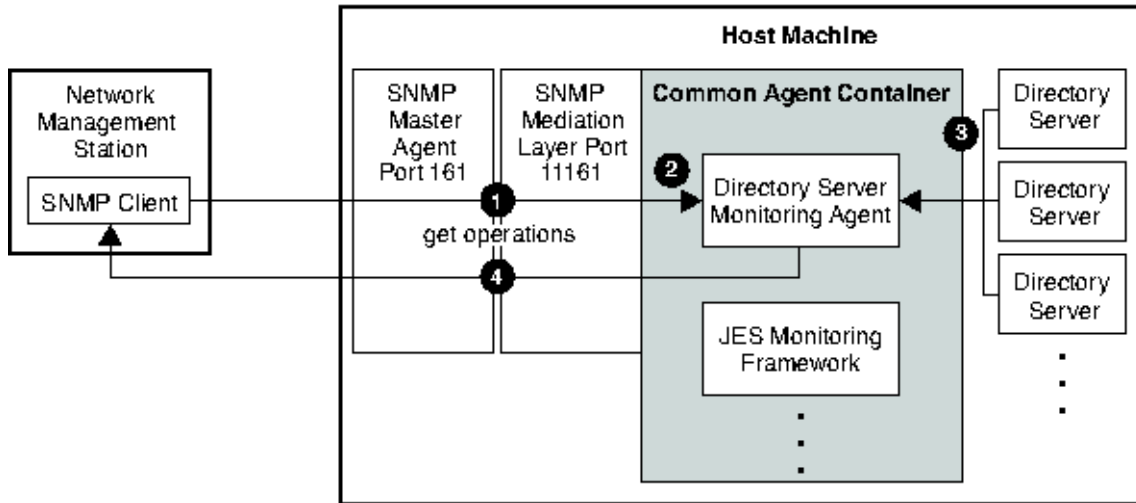 Host Machine
Network
Management
Station
SNMP Client
SNMP
Master
Agent
Port 161
SNMP
Mediation
Layer Port
11161
Common Agent Container
Directory
Server
3
2
1
Directory Server
Monitoring Agent
Directory
Server
get operations
4
Directory
Server
JES Monitoring
Framework